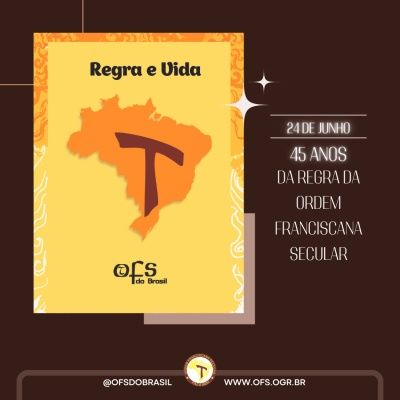 Regra e Vida
T
OFS
do Brasil
24 DE JUNHO
45 ANOS
DA REGRA DA
ORDEM
FRANCISCANA
SECULAR
@OFSDOBRASIL
WWW.OFS.OGR.BR